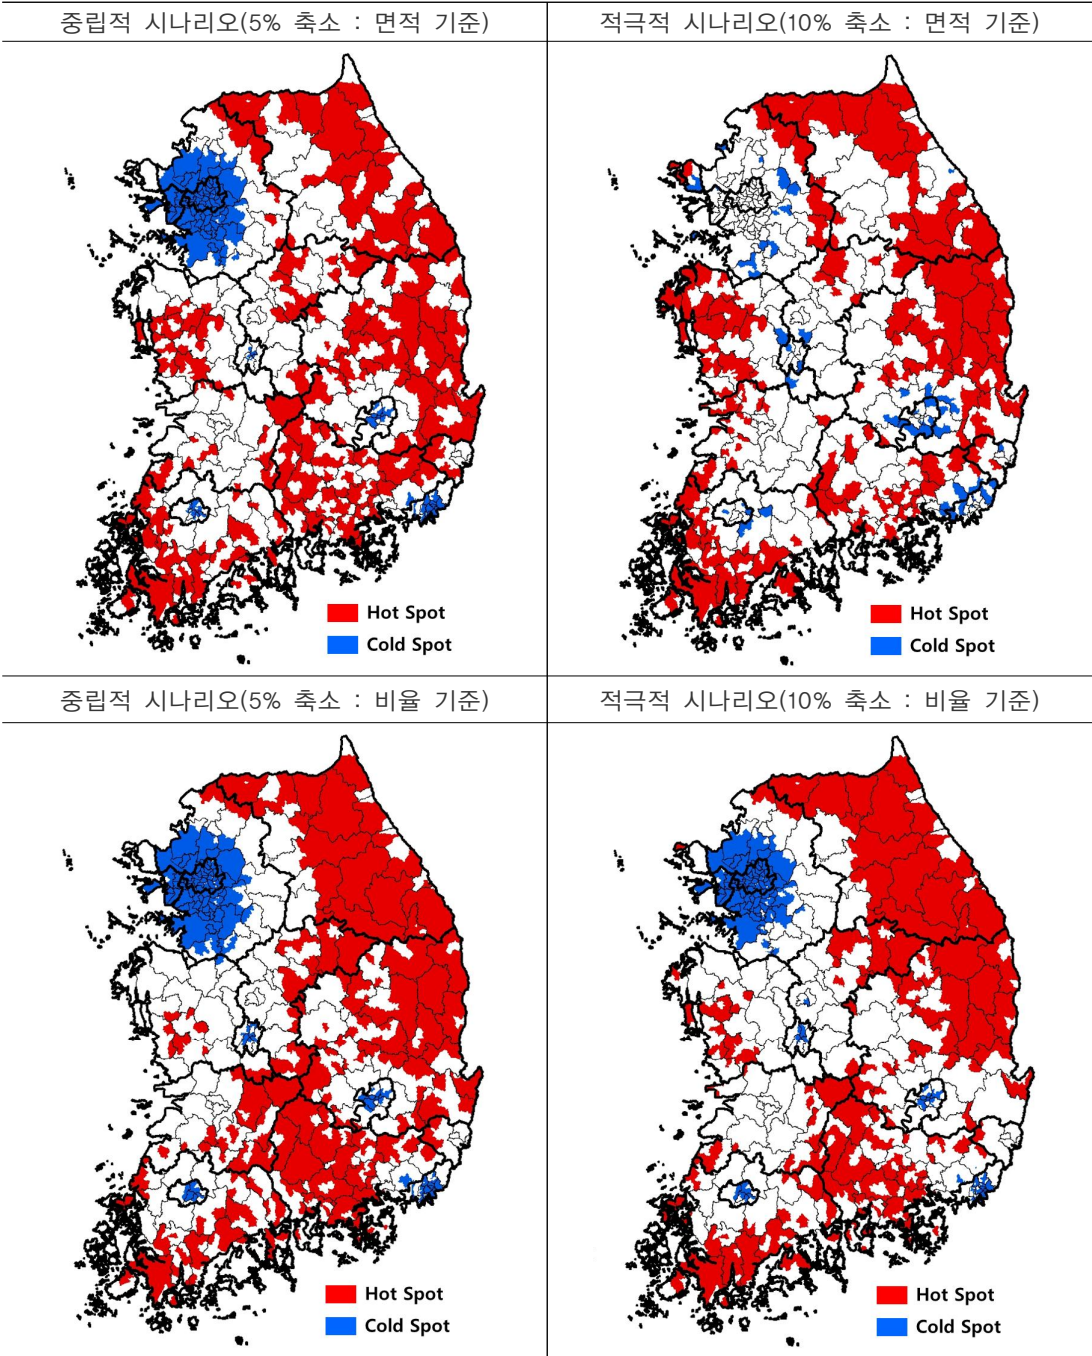 중립적 시나리오(5% 축소 : 면적 기준)
적극적 시나리오(10% 축소 : 면적 기준)
Hot Spot
Cold Spot
Hot Spot
Cold Spot
중립적 시나리오(5% 축소 : 비율 기준)
적극적 시나리오(10% 축소 : 비율 기준)
Hot Spot
Cold Spot
Hot Spot
Cold Spot